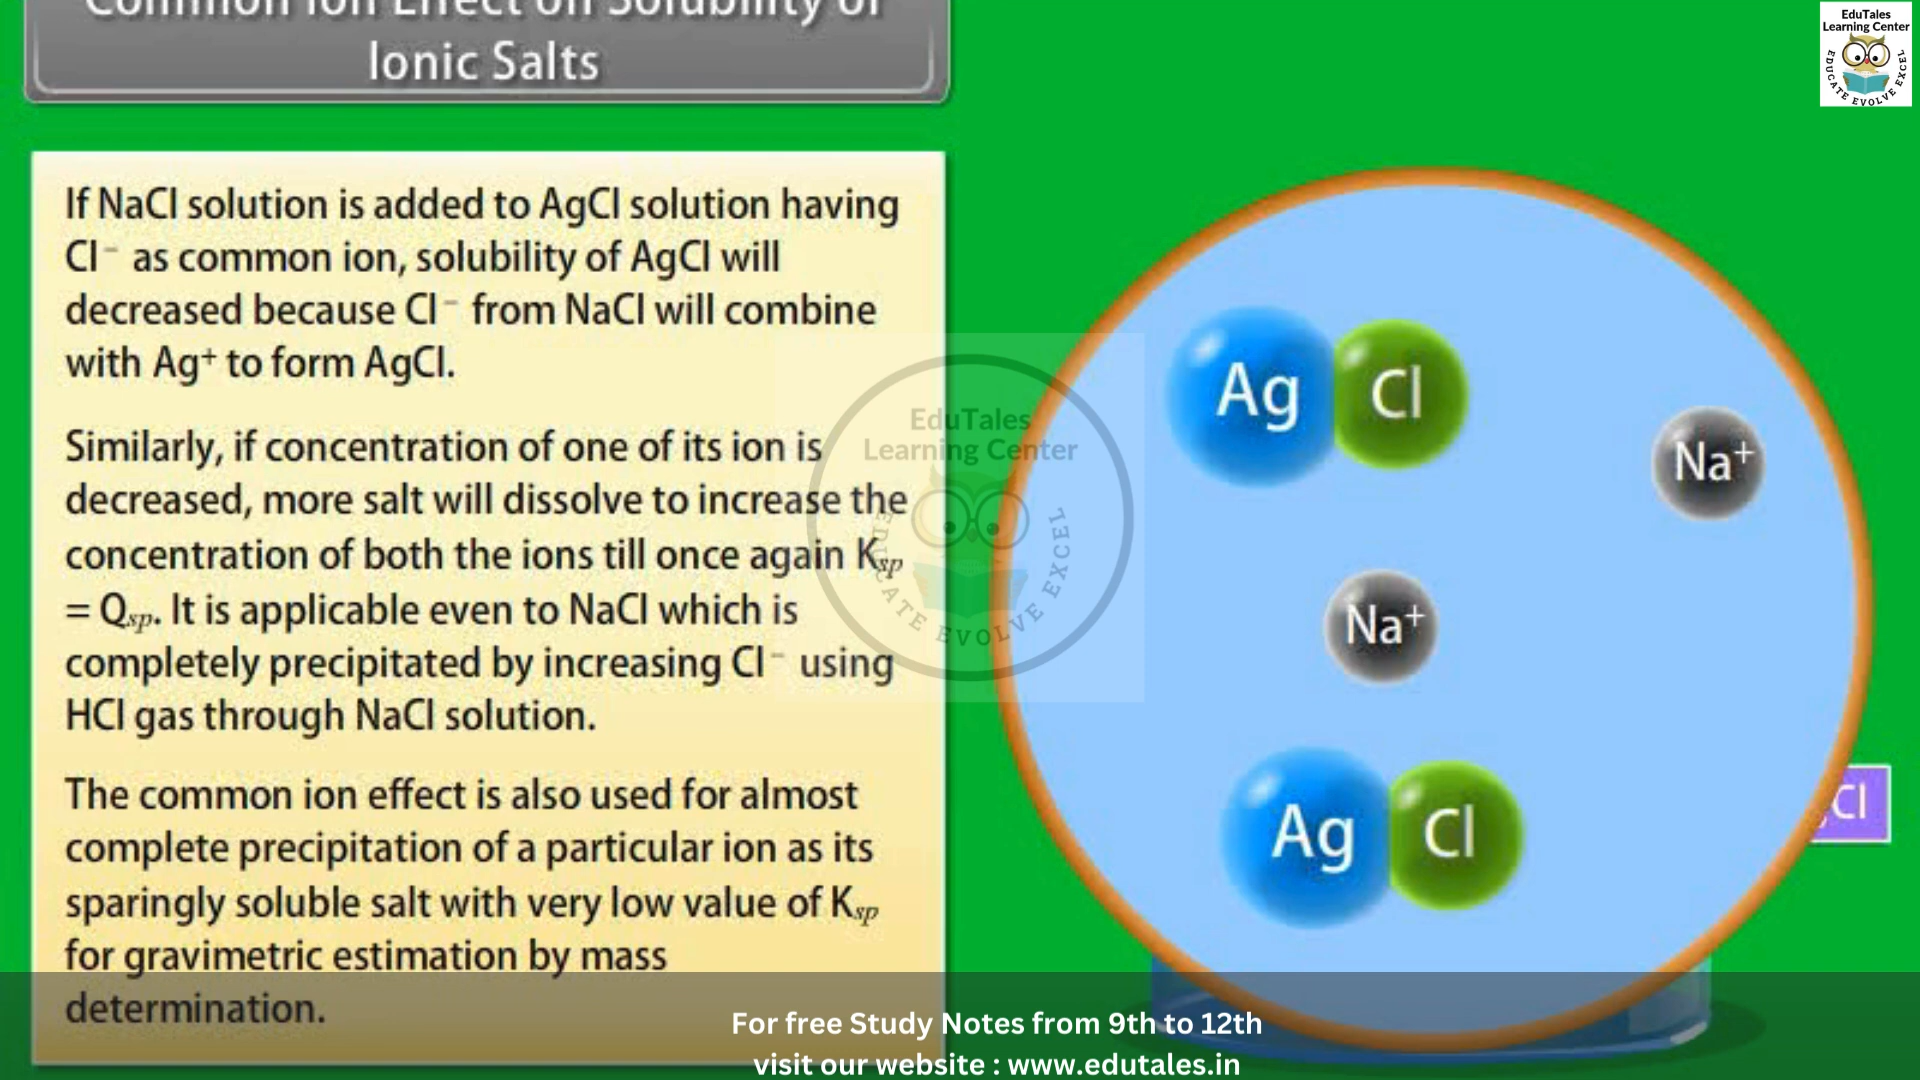 Common Ion Effect on Solubility of
Ionic Salts
EduTales
Learning Center
EDUCATE EVOLVE EXCEL
If NaCl solution is added to AgCl solution having
Cl⁻ as common ion, solubility of AgCl will
decreased because Cl⁻ from NaCl will combine
with Ag⁺ to form AgCl.
Similarly, if concentration of one of its ion is
decreased, more salt will dissolve to increase the
concentration of both the ions till once again Ksp
= Qsp. It is applicable even to NaCl which is
completely precipitated by increasing Cl⁻ using
HCl gas through NaCl solution.
The common ion effect is also used for almost
complete precipitation of a particular ion as its
sparingly soluble salt with very low value of Ksp
for gravimetric estimation by mass
determination.
EduTales
Learning Center
EDUCATE EVOLVE EXCEL
Ag Cl
Na⁺
Na⁺
Ag Cl
Cl
For free Study Notes from 9th to 12th
visit our website : www.edutales.in